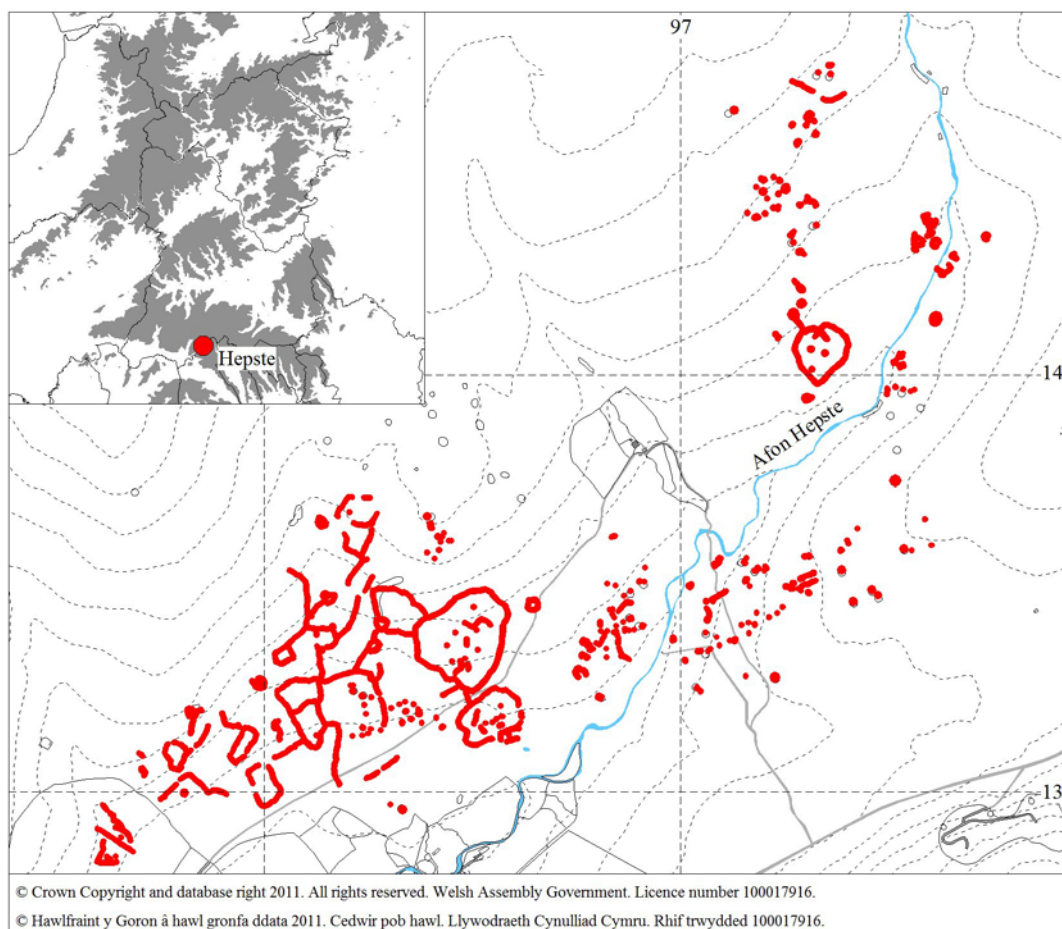 97
Hepste
14
Afon Hepste
13
© Crown Copyright and database right 2011. All rights reserved. Welsh Assembly Government. Licence number 100017916.
© Hawlfraint y Goron â hawl gronfa ddata 2011. Cedwir pob hawl. Llywodraeth Cynulliad Cymru. Rhif trwydded 100017916.